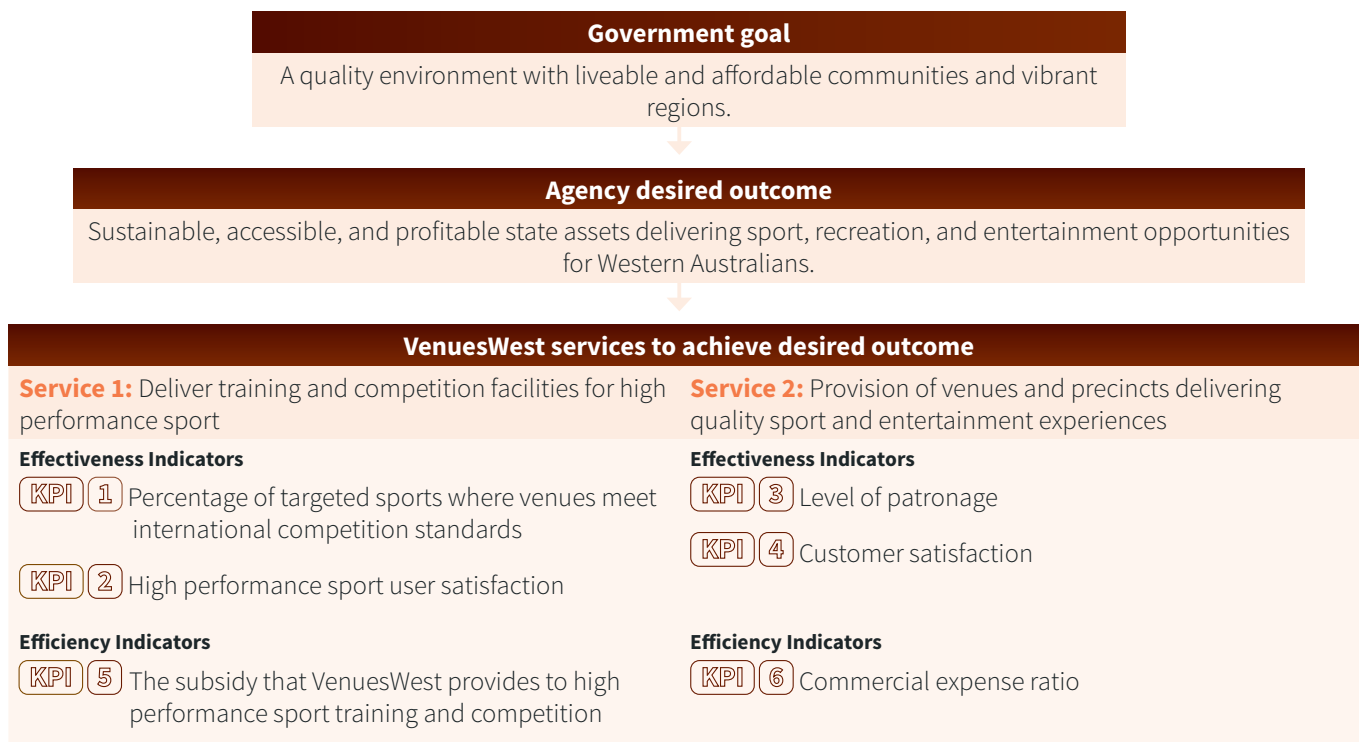 Government goal
A quality environment with liveable and affordable communities and vibrant
regions.
Agency desired outcome
Sustainable, accessible, and profitable state assets delivering sport, recreation, and entertainment opportunities
for Western Australians.
VenuesWest services to achieve desired outcome
Service 1: Deliver training and competition facilities for high
performance sport
Effectiveness Indicators
KPI 1 Percentage of targeted sports where venues meet
international competition standards
KPI 2 High performance sport user satisfaction
Efficiency Indicators
KPI 5 The subsidy that VenuesWest provides to high
performance sport training and competition
Service 2: Provision of venues and precincts delivering
quality sport and entertainment experiences
Effectiveness Indicators
KPI 3 Level of patronage
KPI 4 Customer satisfaction
Efficiency Indicators
KPI 6 Commercial expense ratio